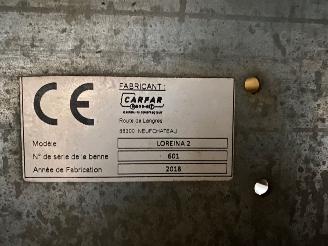 CE
FABRICANT :
CARFAR
Route de Langres
88300 NEUFCHATEAU
Modèle LOREINA 2
N° de série de la benne 601
Année de Fabrication 2018